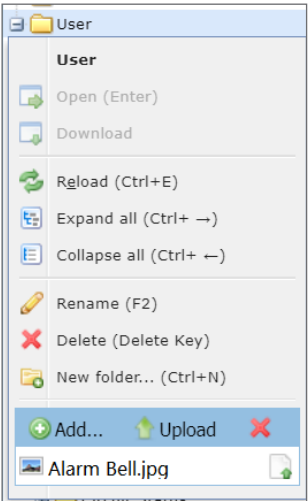 User
User
Open (Enter)
Download
Reload (Ctrl+E)
Expand all (Ctrl+ →)
Collapse all (Ctrl+ ←)
Rename (F2)
Delete (Delete Key)
New folder... (Ctrl+N)
Add... Upload
Alarm Bell.jpg